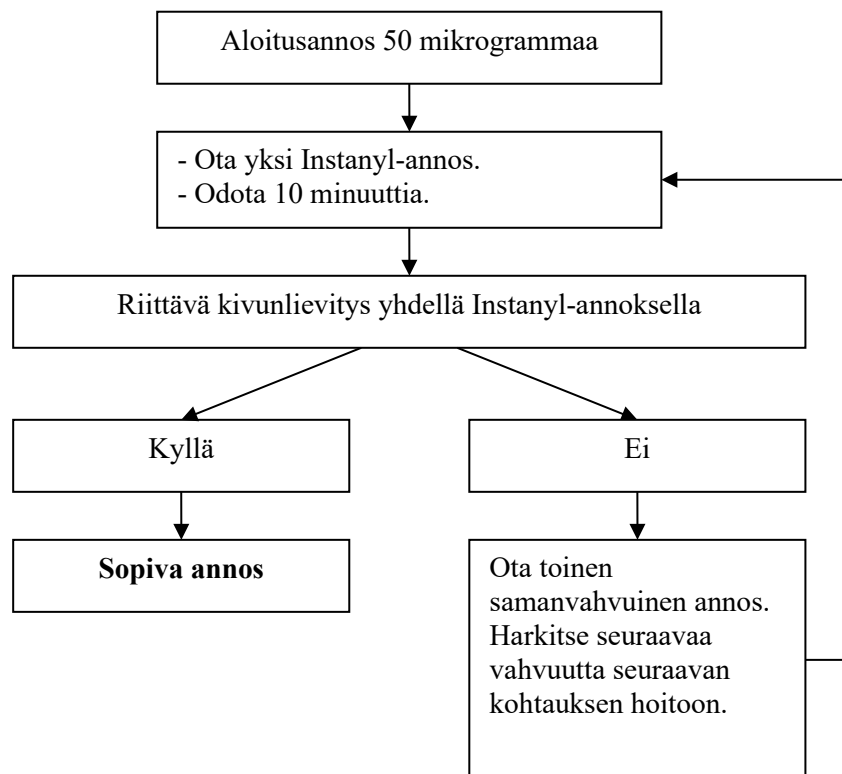 Aloitusannos 50 mikrogrammaa
- Ota yksi Instanyl-annos.
- Odota 10 minuuttia.
Riittävä kivunlievitys yhdellä Instanyl-annoksella
Kyllä
Ei
Sopiva annos
Ota toinen
samanvahvuinen annos.
Harkitse seuraavaa
vahvuutta seuraavan
kohtauksen hoitoon.